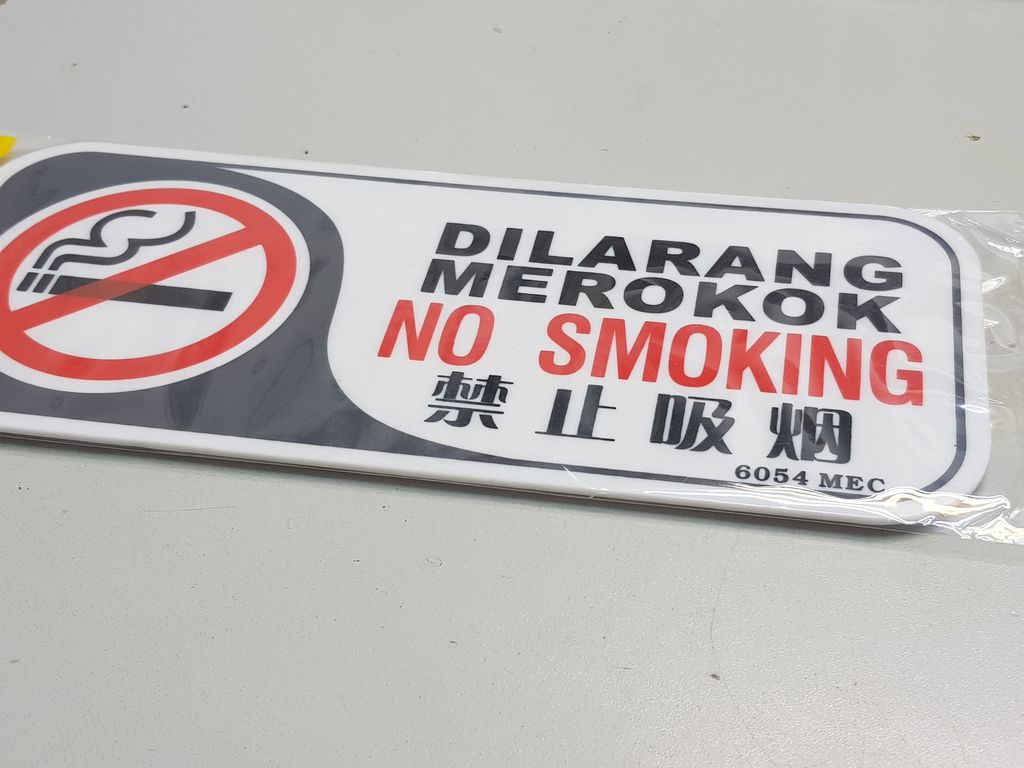 DILARANG
MEROKOK
NO SMOKING
禁止吸烟
6054 MEC